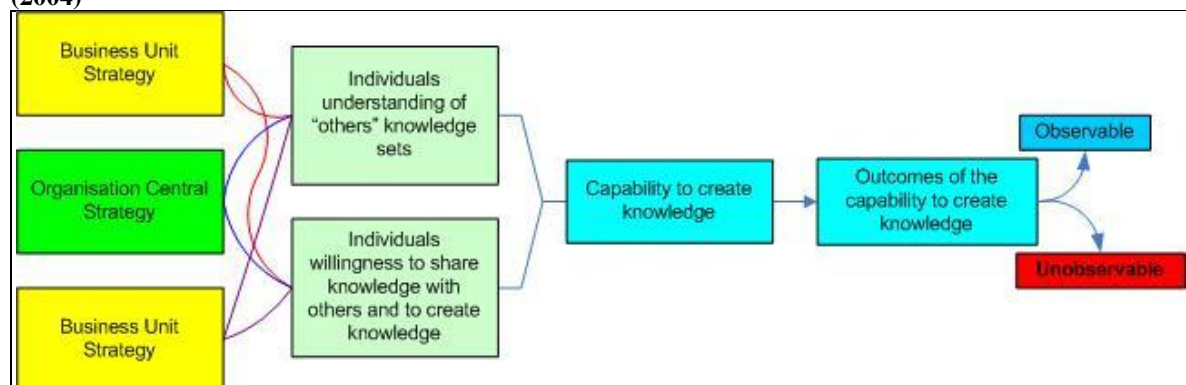 (2004)
Business Unit
Strategy
Organisation Central
Strategy
Business Unit
Strategy
Individuals
understanding of
"others" knowledge
sets
Individuals
willingness to share
knowledge with
others and to create
knowledge
Capability to create
knowledge
Outcomes of the
capability to create
knowledge
Observable
Unobservable